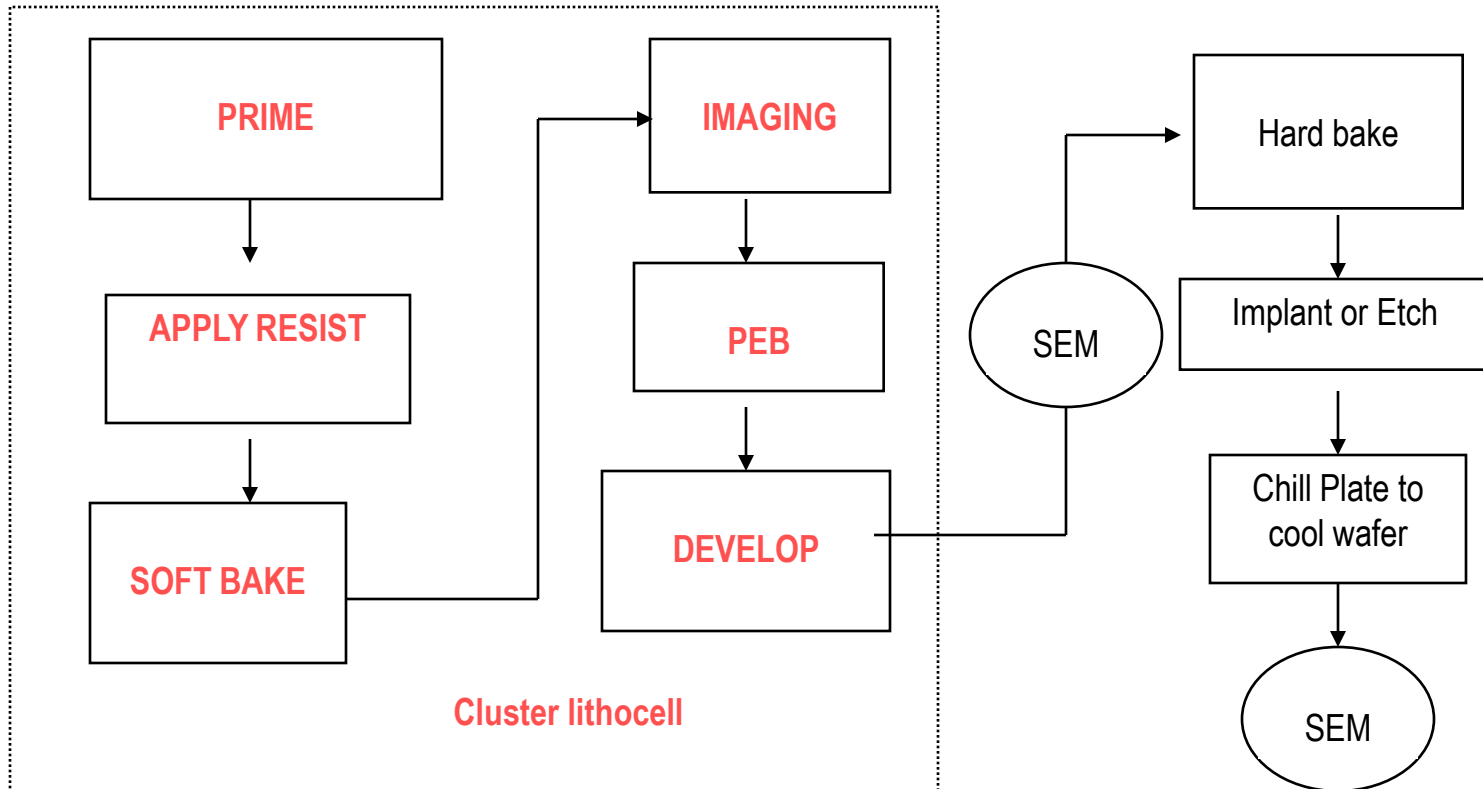 PRIME
APPLY RESIST
SOFT BAKE
IMAGING
PEB
DEVELOP
Cluster lithocell
SEM
Hard bake
Implant or Etch
Chill Plate to
cool wafer
SEM